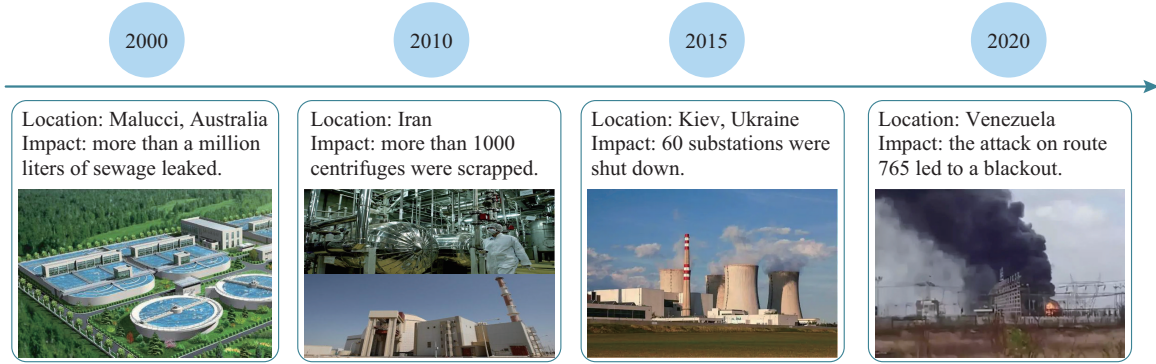 2000
2010
2015
2020
Location: Malucci, Australia
Impact: more than a million
liters of sewage leaked.
Location: Iran
Impact: more than 1000
centrifuges were scrapped.
Location: Kiev, Ukraine
Impact: 60 substations were
shut down.
Location: Venezuela
Impact: the attack on route
765 led to a blackout.